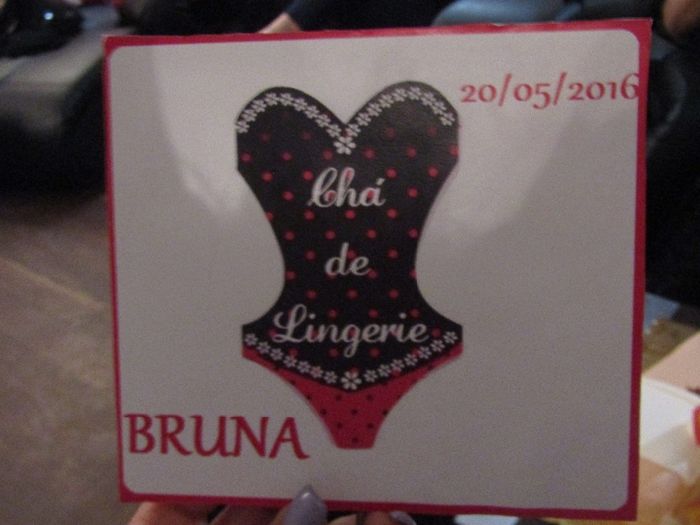 20/05/2016
Chá
de
Lingerie
BRUNA